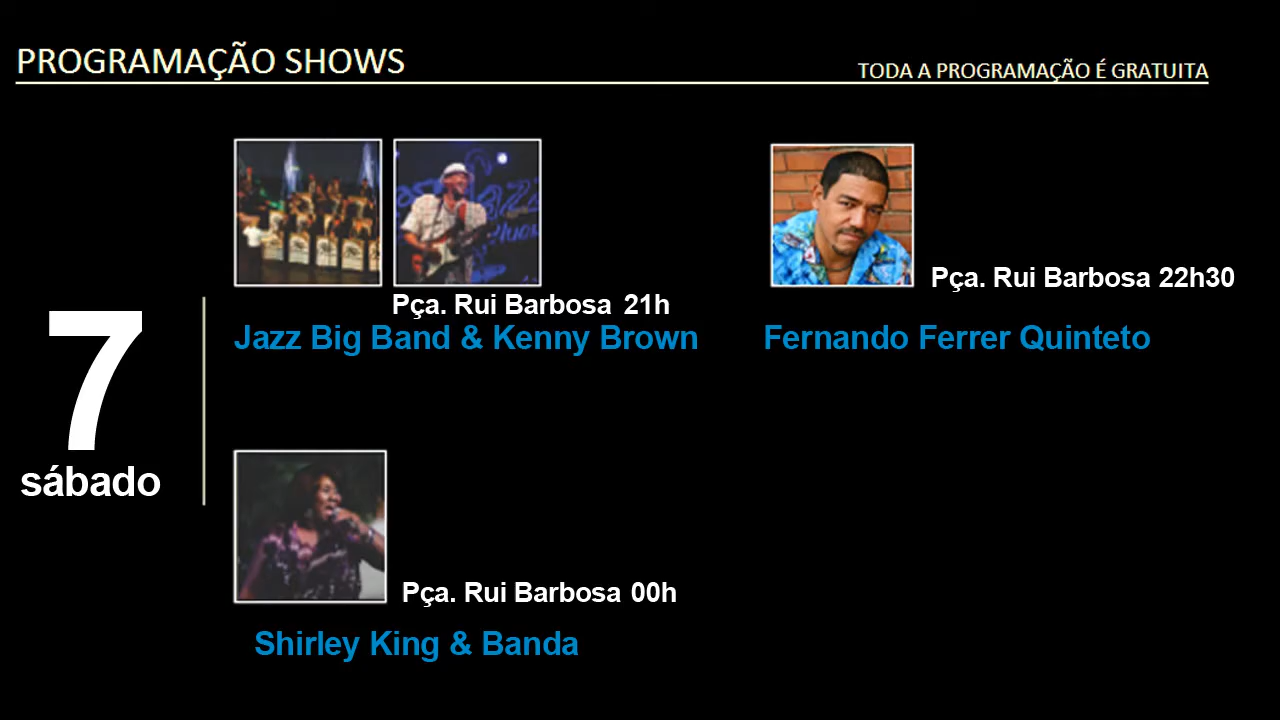 PROGRAMAÇÃO SHOWS
TODA A PROGRAMAÇÃO É GRATUITA
7
sábado
Pça. Rui Barbosa 21h
Jazz Big Band & Kenny Brown
Pça. Rui Barbosa 22h30
Fernando Ferrer Quinteto
Pça. Rui Barbosa 00h
Shirley King & Banda